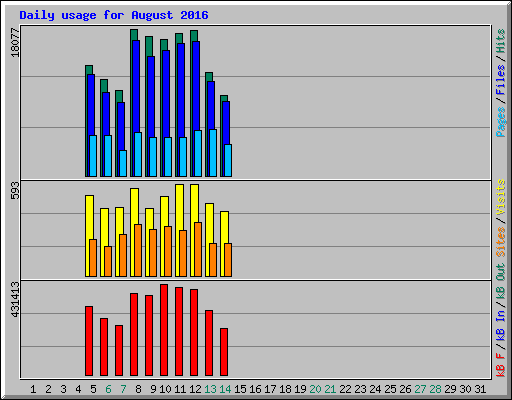 Daily usage for August 2016
18077
Pages / Files / Hits
593
Sites / Visits
431413
kB F / kB In / kB Out
1 2 3 4 5 6 7 8 9 10 11 12 13 14 15 16 17 18 19 20 21 22 23 24 25 26 27 28 29 30 31